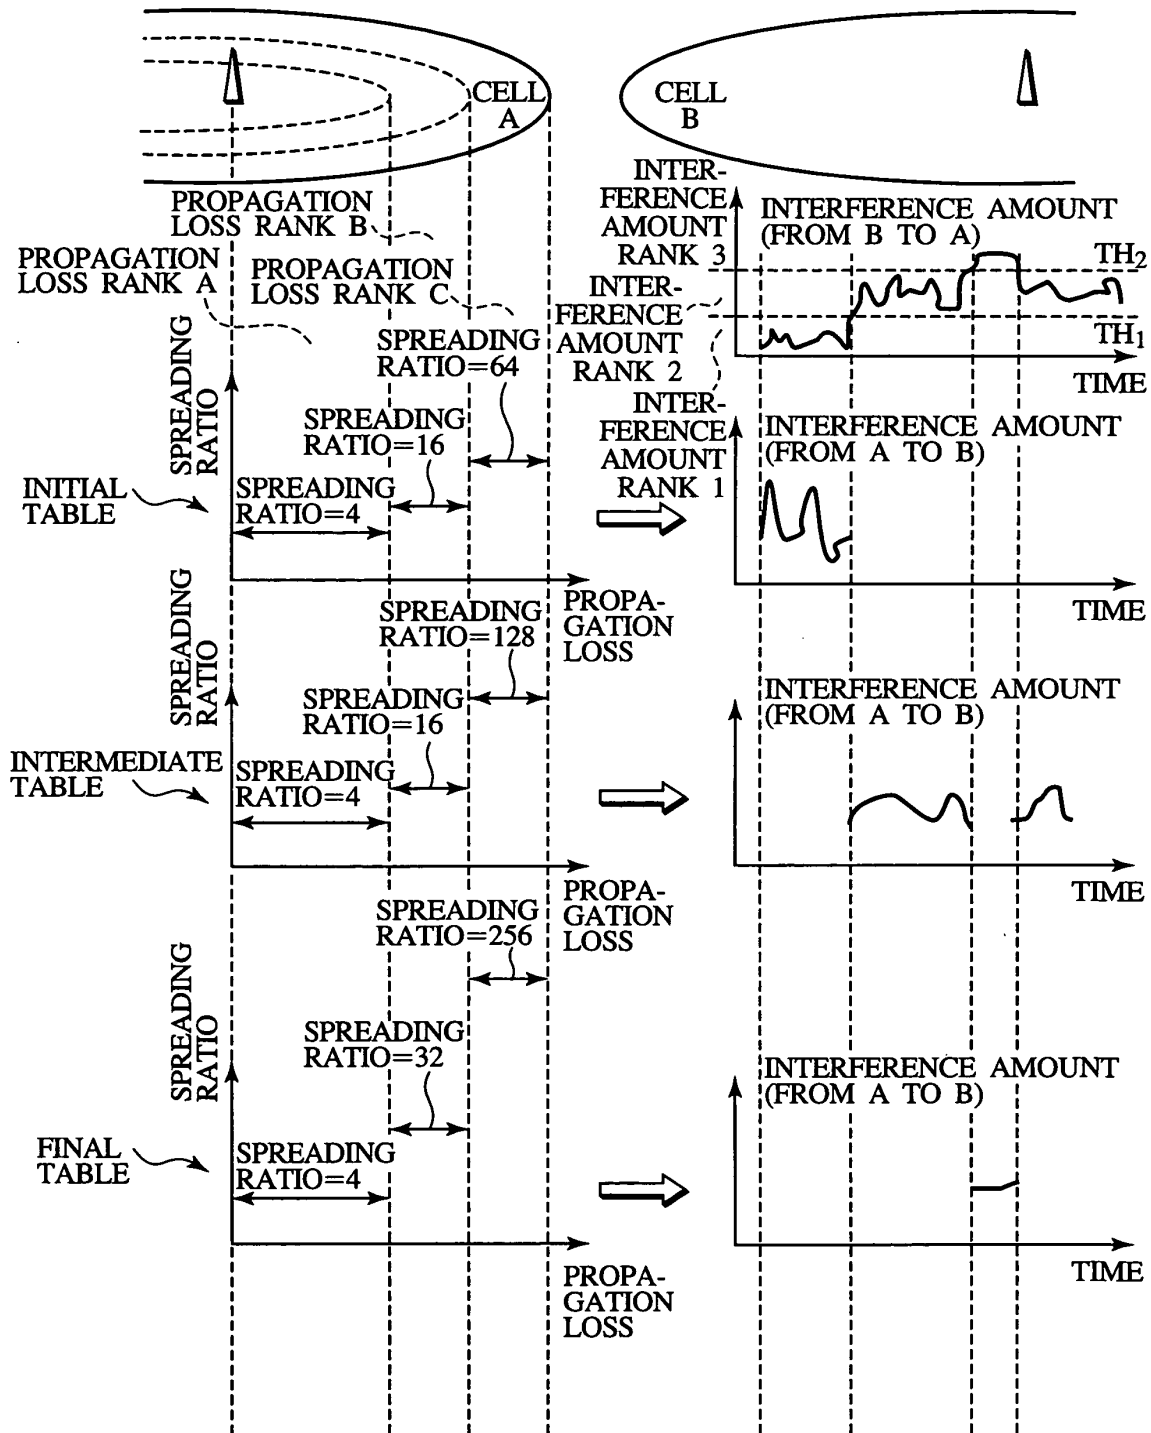 CELL
A
CELL
B
PROPAGATION
LOSS RANK B
PROPAGATION
LOSS RANK A
PROPAGATION
LOSS RANK C
INTER-
FERENCE
AMOUNT
RANK 3
INTER-
FERENCE
AMOUNT
RANK 2
INTER-
FERENCE
AMOUNT
RANK 1
INTERFERENCE AMOUNT
(FROM B TO A)
TH2
TH1
TIME
SPREADING
RATIO
INITIAL
TABLE
SPREADING
RATIO=4
SPREADING
RATIO=16
SPREADING
RATIO=64
PROPA-
GATION
LOSS
INTERFERENCE AMOUNT
(FROM A TO B)
TIME
SPREADING
RATIO
INTERMEDIATE
TABLE
SPREADING
RATIO=4
SPREADING
RATIO=16
SPREADING
RATIO=128
PROPA-
GATION
LOSS
INTERFERENCE AMOUNT
(FROM A TO B)
TIME
SPREADING
RATIO
FINAL
TABLE
SPREADING
RATIO=4
SPREADING
RATIO=32
SPREADING
RATIO=256
PROPA-
GATION
LOSS
INTERFERENCE AMOUNT
(FROM A TO B)
TIME